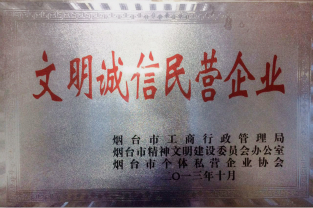 文明诚信民营企业
烟台市工商行政管理局
烟台市精神文明建设委员会办公室
烟台市个体私营企业协会
二〇一三年十月